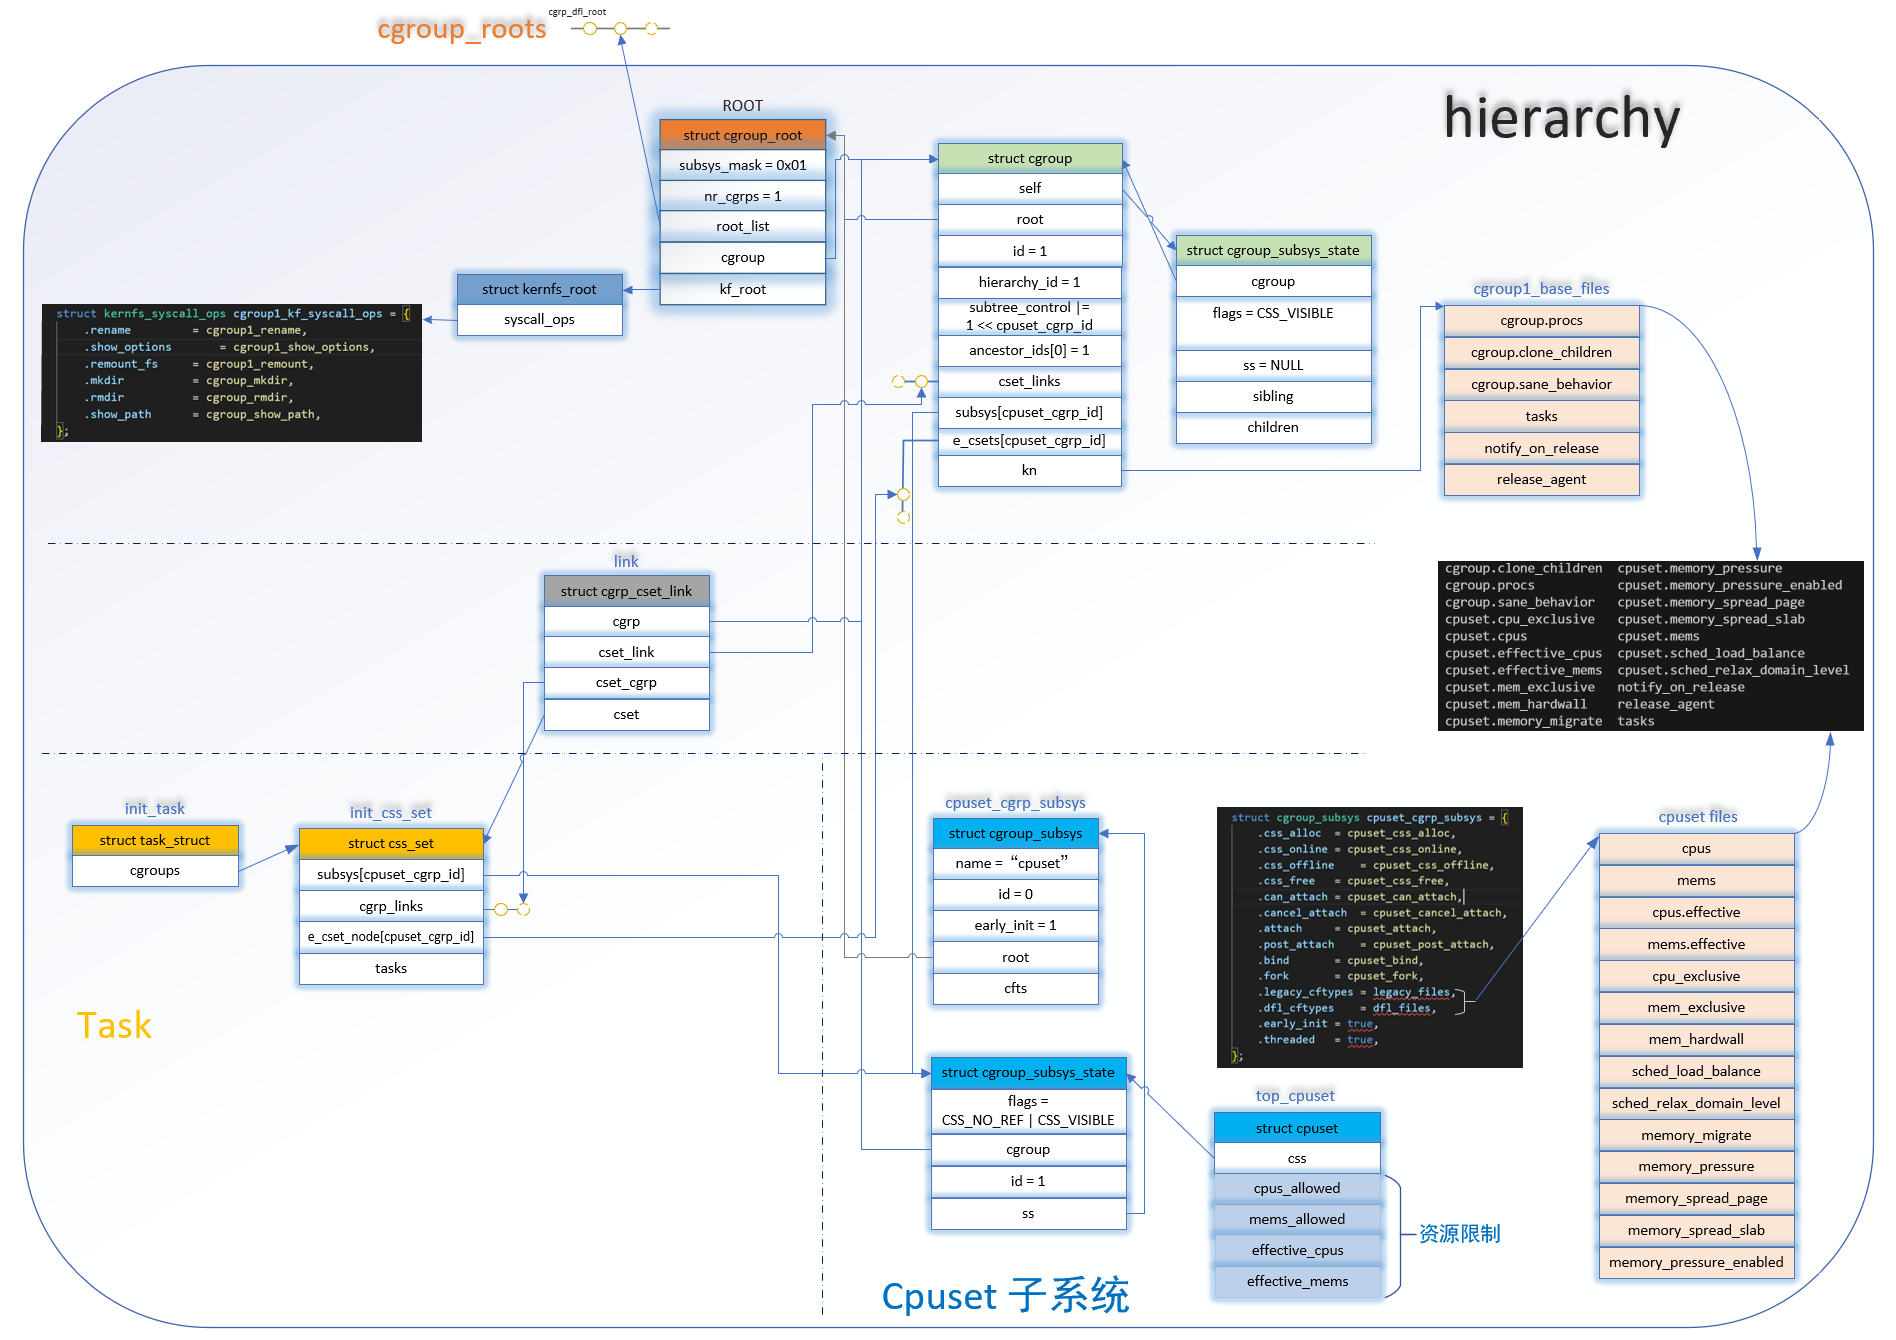 cgrp_dfl_root
cgroup_roots
hierarchy
ROOT
struct cgroup_root
subsys_mask = 0x01
nr_cgrps = 1
root_list
cgroup
kf_root
struct kernfs_root
syscall_ops
struct kernfs_syscall_ops cgroup1_kf_syscall_ops = {
.rename = cgroup1_rename,
.show_options = cgroup1_show_options,
.remount_fs = cgroup1_remount,
.mkdir = cgroup_mkdir,
.rmdir = cgroup_rmdir,
.show_path = cgroup_show_path,
};
struct cgroup
self
root
id = 1
hierarchy_id = 1
subtree_control |=
1 << cpuset_cgrp_id
ancestor_ids[0] = 1
cset_links
subsys[cpuset_cgrp_id]
e_csets[cpuset_cgrp_id]
kn
struct cgroup_subsys_state
cgroup
flags = CSS_VISIBLE
ss = NULL
sibling
children
cgroup1_base_files
cgroup.procs
cgroup.clone_children
cgroup.sane_behavior
tasks
notify_on_release
release_agent
link
struct cgrp_cset_link
cgrp
cset_link
cset_cgrp
cset
cgroup.clone_children cpuset.memory_pressure
cgroup.procs cpuset.memory_pressure_enabled
cgroup.sane_behavior cpuset.memory_spread_page
cpuset.cpu_exclusive cpuset.memory_spread_slab
cpuset.cpus cpuset.mems
cpuset.effective_cpus cpuset.sched_load_balance
cpuset.effective_mems cpuset.sched_relax_domain_level
cpuset.mem_exclusive notify_on_release
cpuset.mem_hardwall release_agent
cpuset.memory_migrate tasks
init_task
struct task_struct
cgroups
init_css_set
struct css_set
subsys[cpuset_cgrp_id]
cgrp_links
e_cset_node[cpuset_cgrp_id]
tasks
Task
cpuset_cgrp_subsys
struct cgroup_subsys
name = “cpuset”
id = 0
early_init = 1
root
cfts
struct cgroup_subsys_state
flags =
CSS_NO_REF | CSS_VISIBLE
cgroup
id = 1
ss
struct cgroup_subsys cpuset_cgrp_subsys = {
.css_alloc = cpuset_css_alloc,
.css_online = cpuset_css_online,
.css_offline = cpuset_css_offline,
.css_free = cpuset_css_free,
.can_attach = cpuset_can_attach,
.cancel_attach = cpuset_cancel_attach,
.attach = cpuset_attach,
.post_attach = cpuset_post_attach,
.bind = cpuset_bind,
.fork = cpuset_fork,
.legacy_cftypes = legacy_files,
.dfl_cftypes = dfl_files,
.early_init = true,
.threaded = true,
};
top_cpuset
struct cpuset
css
cpus_allowed
mems_allowed
effective_cpus
effective_mems
资源限制
Cpuset 子系统
cpuset files
cpus
mems
cpus.effective
mems.effective
cpu_exclusive
mem_exclusive
mem_hardwall
sched_load_balance
sched_relax_domain_level
memory_migrate
memory_pressure
memory_spread_page
memory_spread_slab
memory_pressure_enabled